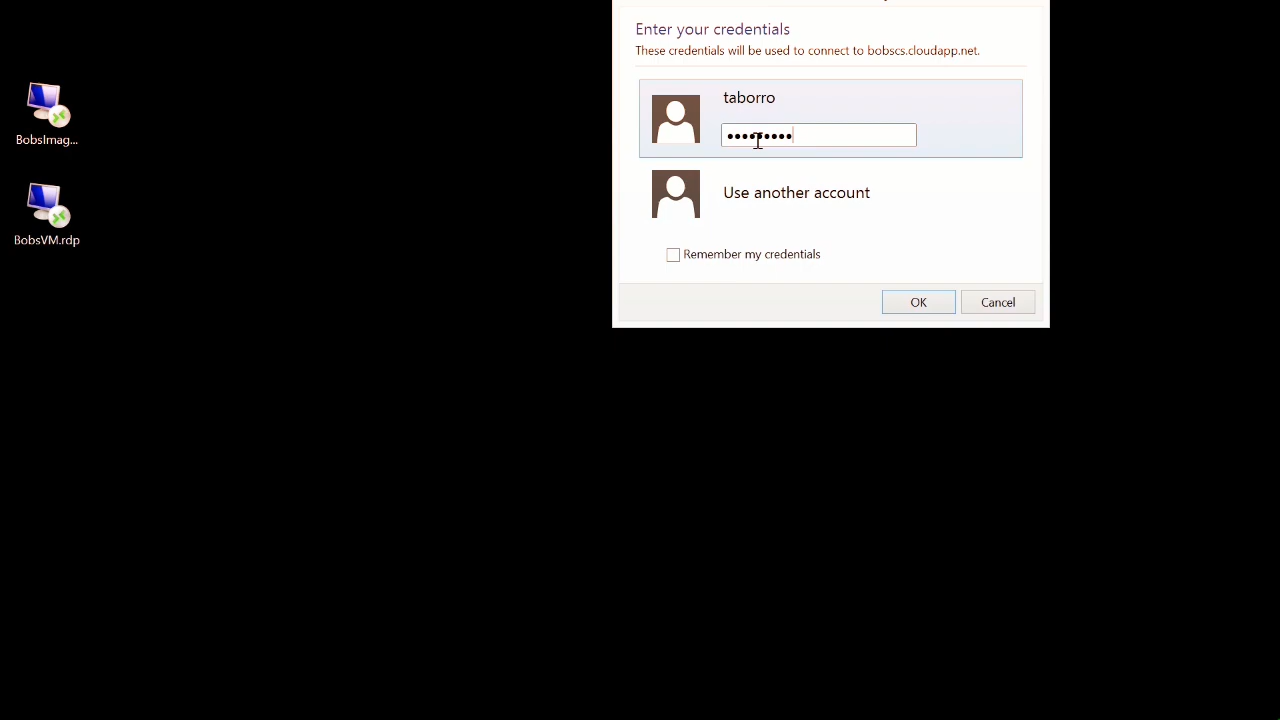 Enter your credentials
These credentials will be used to connect to bobscs.cloudapp.net.
taborro
•••••••••
Use another account
Remember my credentials
OK
Cancel
BobsImag...
BobsVM.rdp